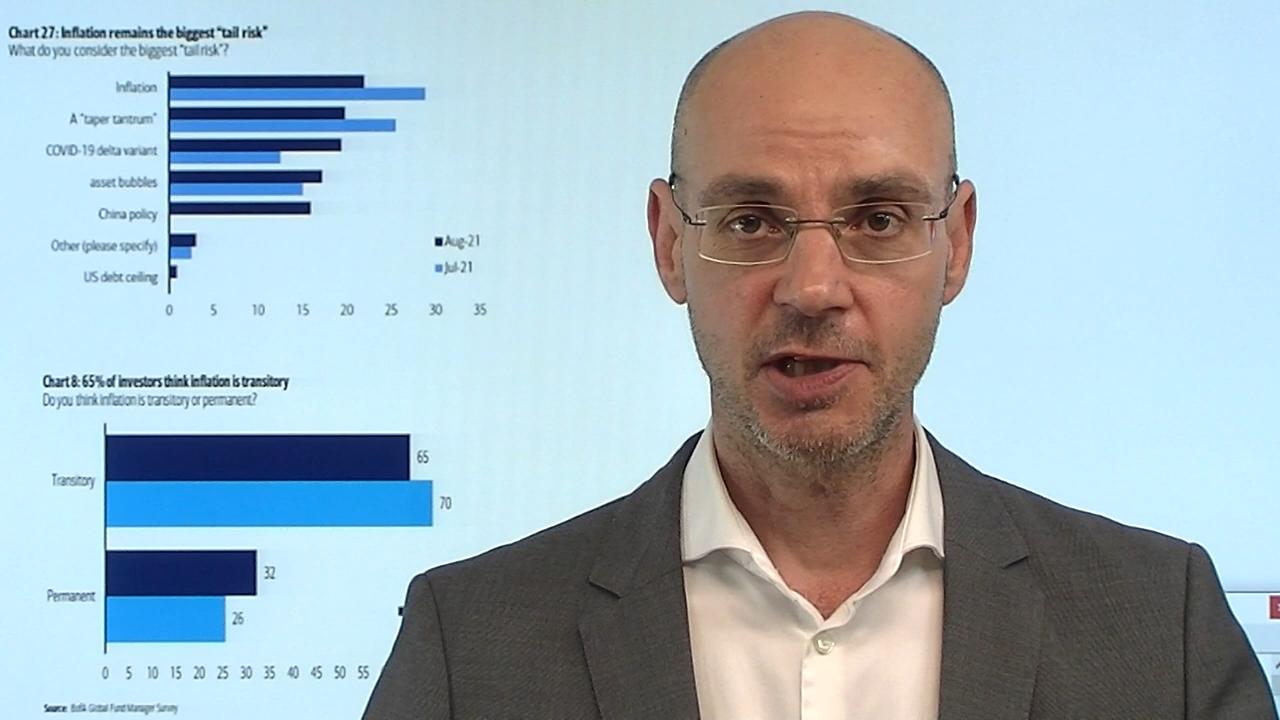 Chart 27: Inflation remains the biggest "tail risk"
What do you consider the biggest "tail risk"?
Inflation
A "taper tantrum"
COVID-19 delta variant
asset bubbles
China policy
Other (please specify)
US debt ceiling
Aug-21
Jul-21
0 5 10 15 20 25 30 35
Chart 8: 65% of investors think inflation is transitory
Do you think inflation is transitory or permanent?
Transitory
65
70
Permanent
32
26
0 5 10 15 20 25 30 35 40 45 50 55
Source: BofA Global Fund Manager Survey